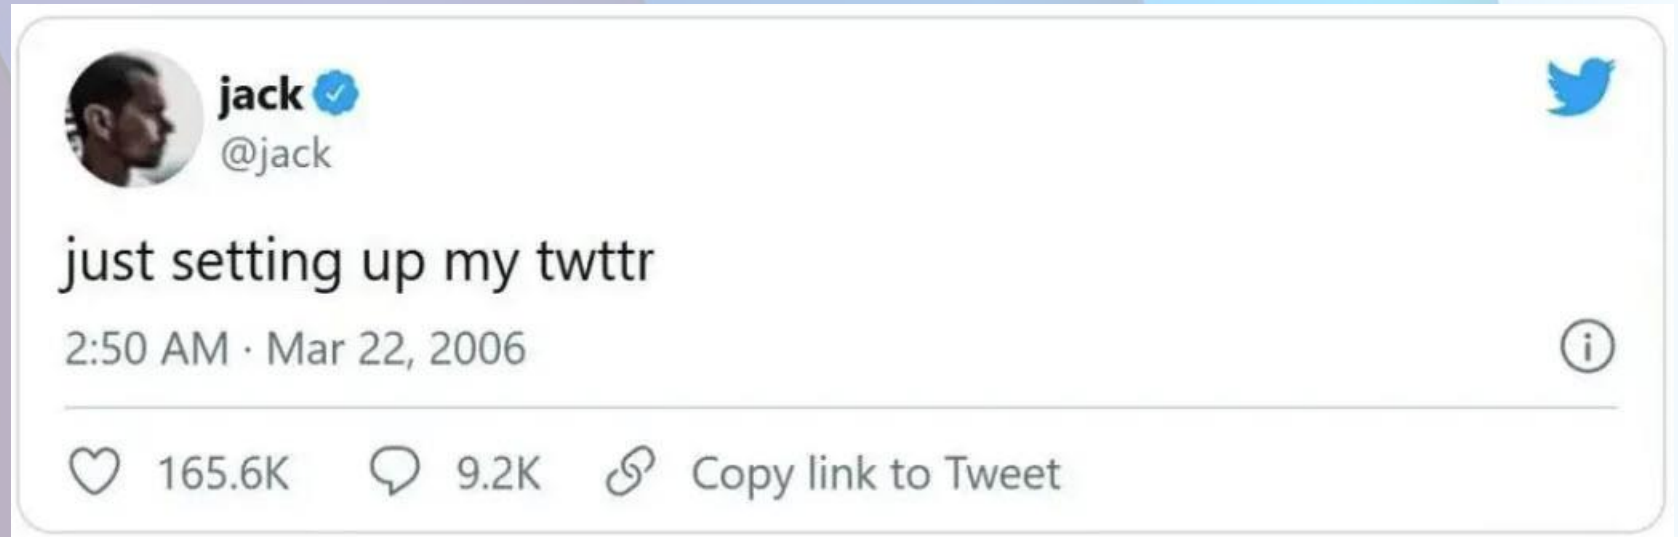 jack
@jack
just setting up my twttr
2:50 AM · Mar 22, 2006
165.6K 9.2K Copy link to Tweet